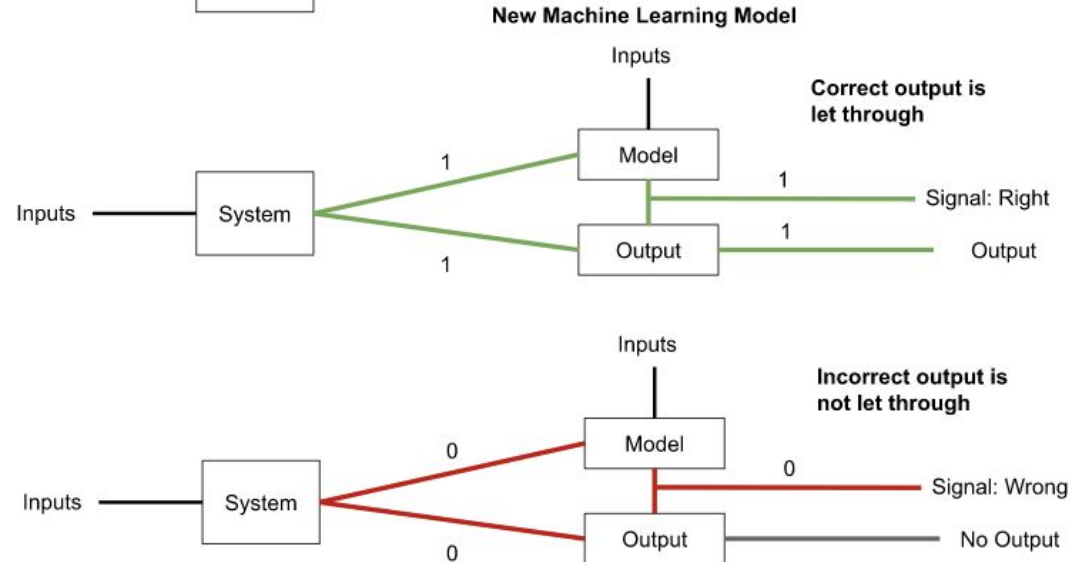 New Machine Learning Model
Inputs
Correct output is
let through
1
Model
1
Signal: Right
Inputs
System
1
Output
1
Output
Inputs
Incorrect output is
not let through
0
Model
0
Signal: Wrong
Inputs
System
0
Output
No Output